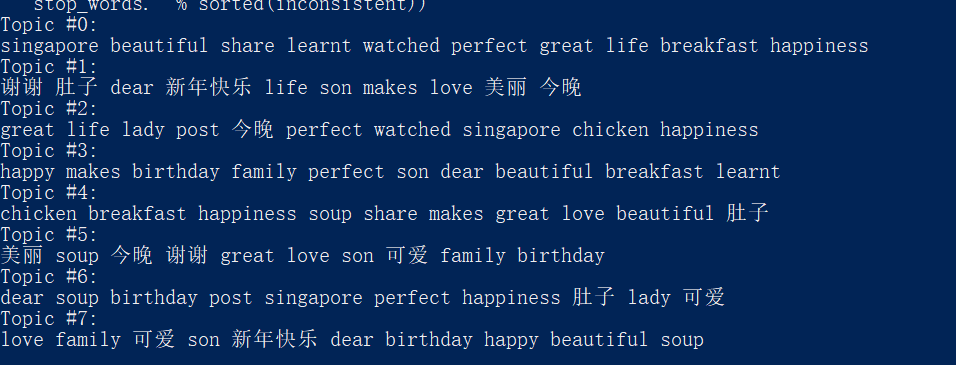 stop_words. ' % sorted(inconsistent))
Topic #0:
singapore beautiful share learnt watched perfect great life breakfast happiness
Topic #1:
谢谢 肚子 dear 新年快乐 life son makes love 美丽 今晚
Topic #2:
great life lady post 今晚 perfect watched singapore chicken happiness
Topic #3:
happy makes birthday family perfect son dear beautiful breakfast learnt
Topic #4:
chicken breakfast happiness soup share makes great love beautiful 肚子
Topic #5:
美丽 soup 今晚 谢谢 great love son 可爱 family birthday
Topic #6:
dear soup birthday post singapore perfect happiness 肚子 lady 可爱
Topic #7:
love family 可爱 son 新年快乐 dear birthday happy beautiful soup